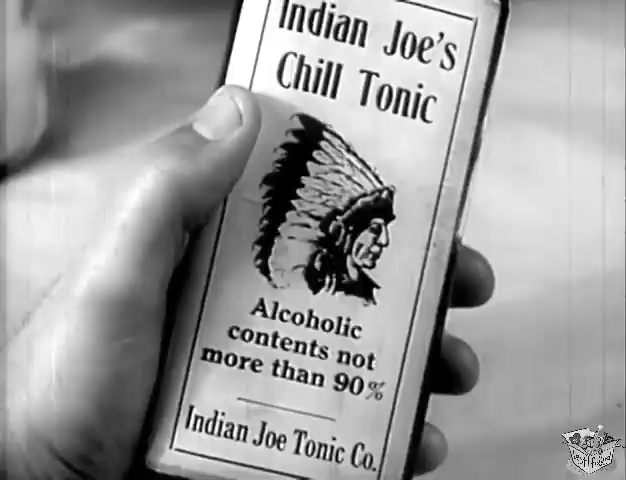 Indian Joe's
Chill Tonic
Alcoholic
contents not
more than 90%
Indian Joe Tonic Co.